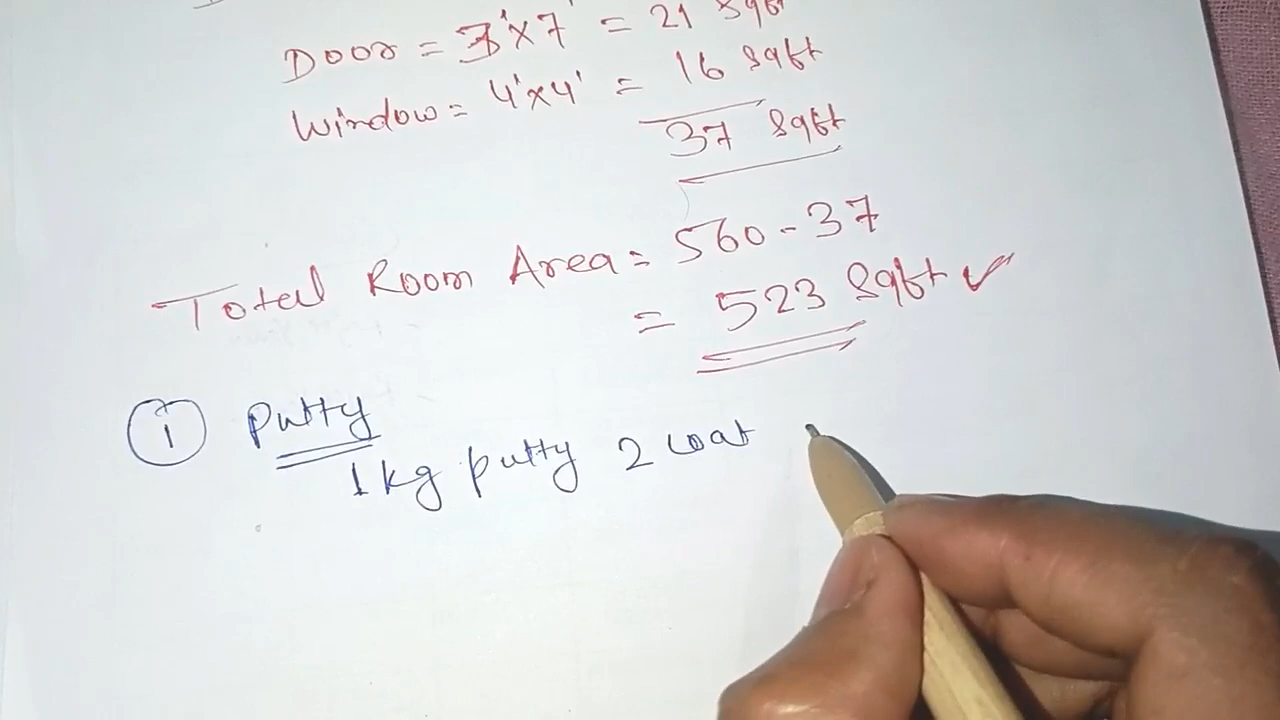 Door = 3'x7' = 21 Sqft
Window = 4'x4' = 16 Sqft
37 Sqft
Total Room Area = 560-37
= 523 Sqft ✓
i Putty
1 kg putty 2 coat